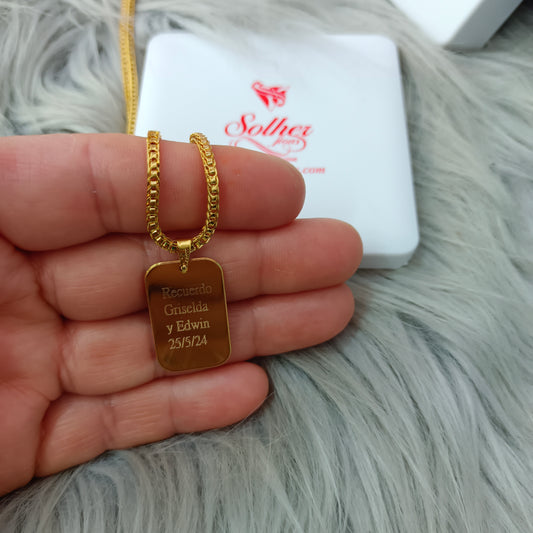 Solher
Recuerdo
Griselda
y Edwin
25/5/24